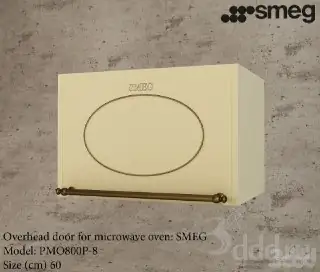 smeg
SMEG
Overhead door for microwave oven: SMEG
Model: PMO800P-8
Size (cm) 60